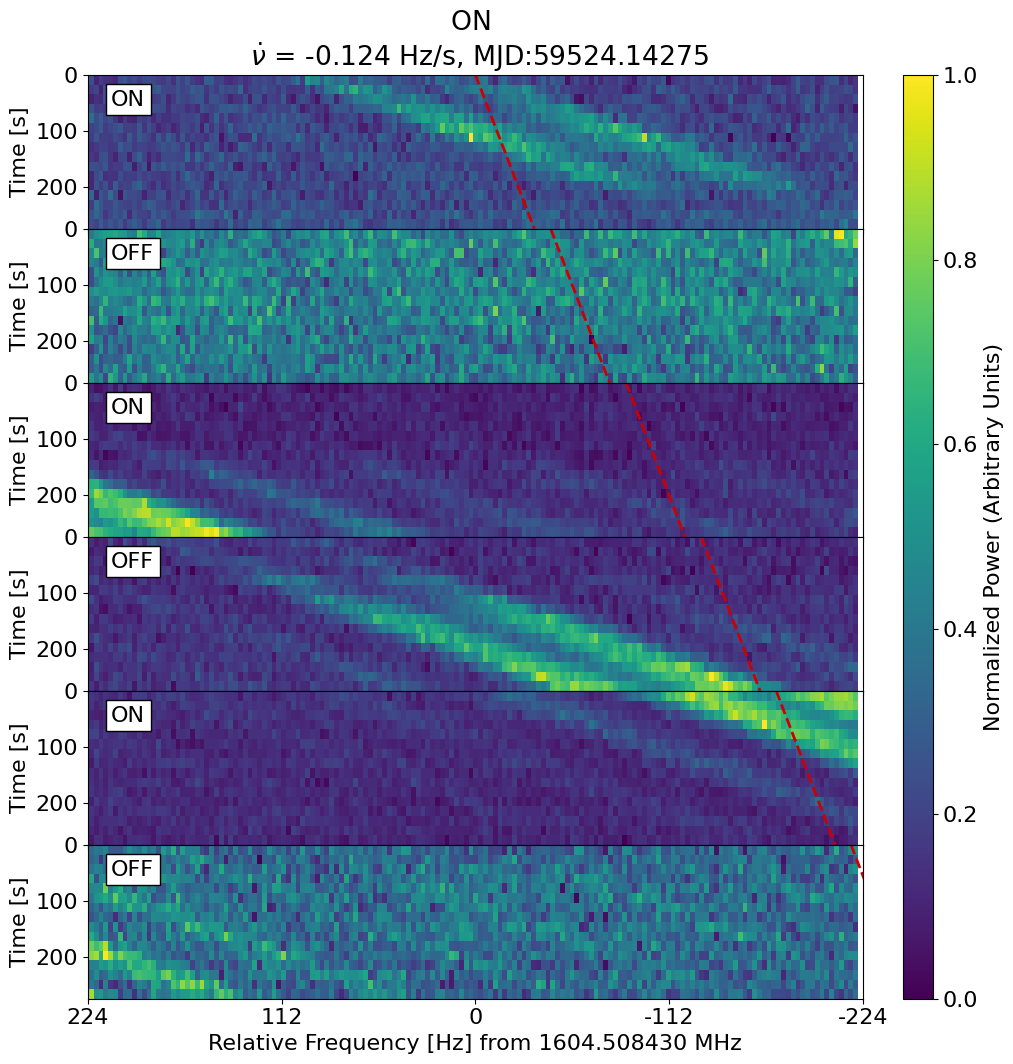 ON
ν̇ = -0.124 Hz/s, MJD:59524.14275
0
100
200
Time [s]
ON
0
100
200
Time [s]
OFF
0
100
200
Time [s]
ON
0
100
200
Time [s]
OFF
0
100
200
Time [s]
ON
0
100
200
Time [s]
OFF
224 112 0 -112 -224
Relative Frequency [Hz] from 1604.508430 MHz
1.0
0.8
0.6
0.4
0.2
0.0
Normalized Power (Arbitrary Units)